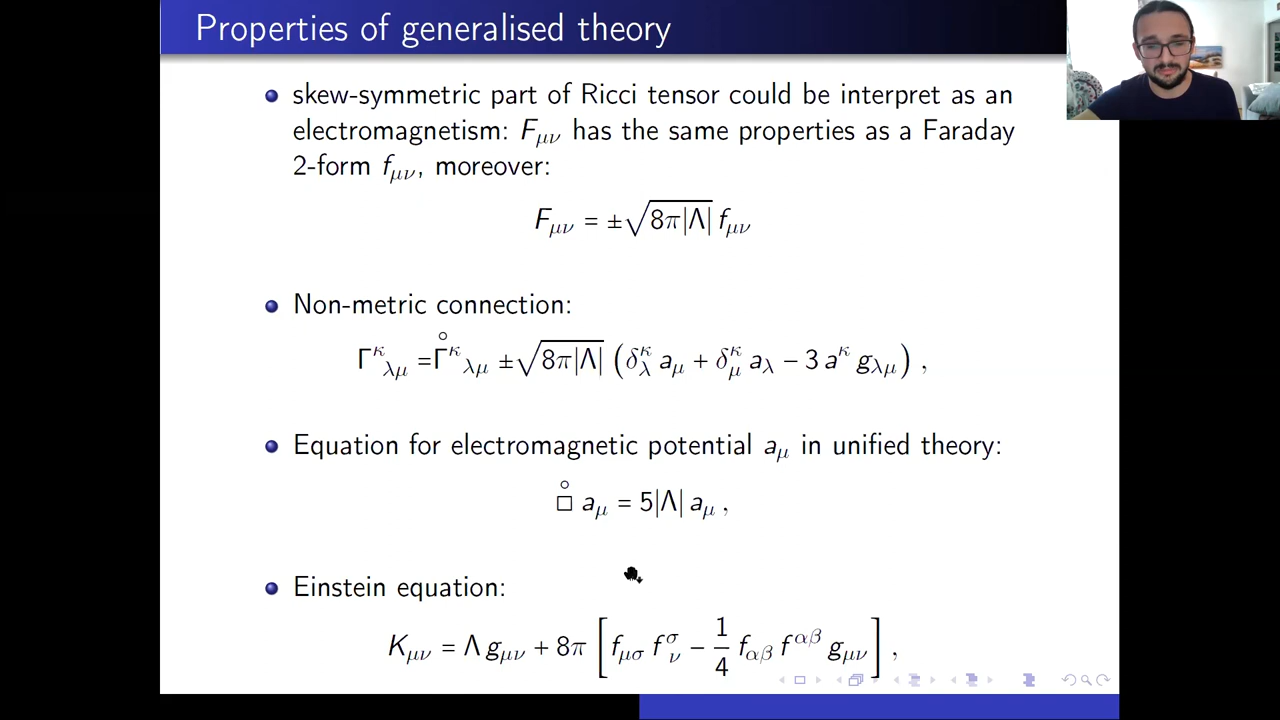 Properties of generalised theory
skew-symmetric part of Ricci tensor could be interpret as an
electromagnetism: F_{μν} has the same properties as a Faraday
2-form f_{μν}, moreover:
F_{μν} = ±√(8π|Λ|) f_{μν}
Non-metric connection:
Γ^κ_{λμ} = Γ̊^κ_{λμ} ± √(8π|Λ|) (δ^κ_λ a_μ + δ^κ_μ a_λ − 3 a^κ g_{λμ}) ,
Equation for electromagnetic potential a_μ in unified theory:
□̊ a_μ = 5|Λ| a_μ ,
Einstein equation:
K_{μν} = Λ g_{μν} + 8π [ f_{μσ} f^σ_ν − 1/4 f_{αβ} f^{αβ} g_{μν} ] ,